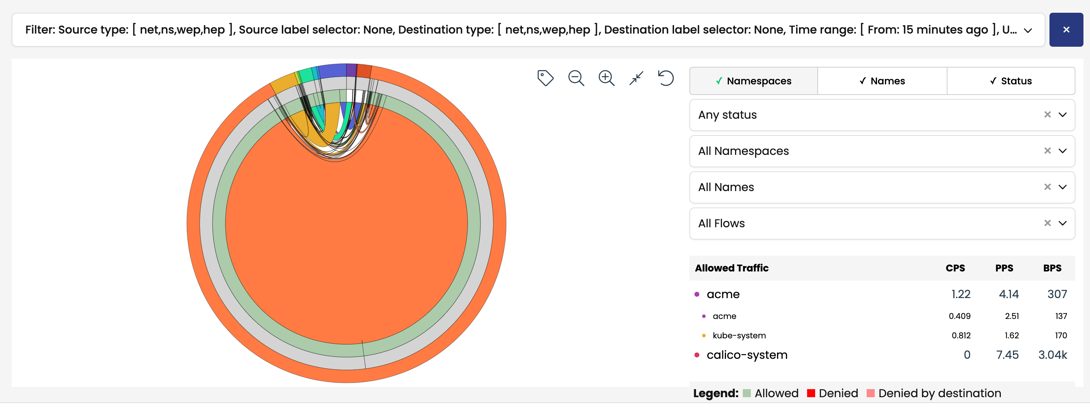 Filter: Source type: [ net,ns,wep,hep ], Source label selector: None, Destination type: [ net,ns,wep,hep ], Destination label selector: None, Time range: [ From: 15 minutes ago ], U...
✓ Namespaces ✓ Names ✓ Status
Any status
All Namespaces
All Names
All Flows
Allowed Traffic CPS PPS BPS
acme 1.22 4.14 307
acme 0.409 2.51 137
kube-system 0.812 1.62 170
calico-system 0 7.45 3.04k
Legend: Allowed Denied Denied by destination